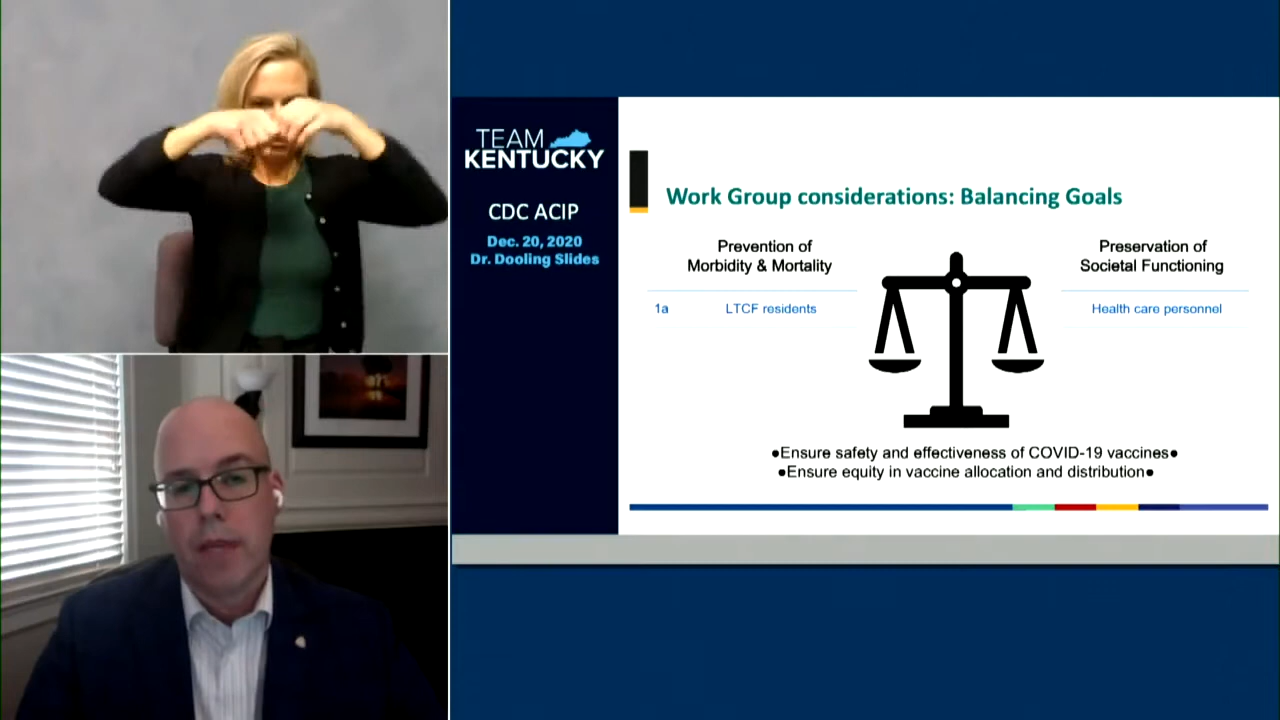 TEAM
KENTUCKY
CDC ACIP
Dec. 20, 2020
Dr. Dooling Slides
Work Group considerations: Balancing Goals
Prevention of
Morbidity & Mortality
1a LTCF residents
Preservation of
Societal Functioning
Health care personnel
●Ensure safety and effectiveness of COVID-19 vaccines●
●Ensure equity in vaccine allocation and distribution●